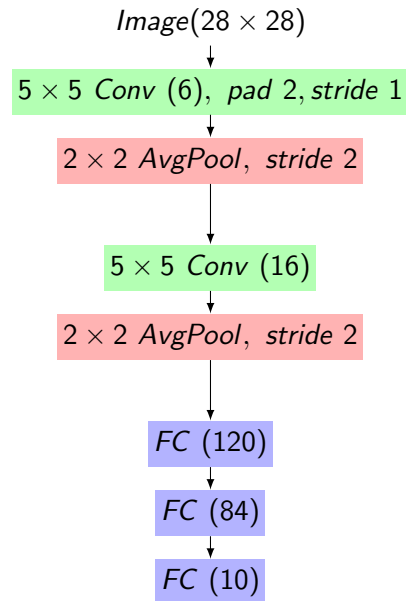 Image(28 × 28)
5 × 5 Conv (6), pad 2, stride 1
2 × 2 AvgPool, stride 2
5 × 5 Conv (16)
2 × 2 AvgPool, stride 2
FC (120)
FC (84)
FC (10)